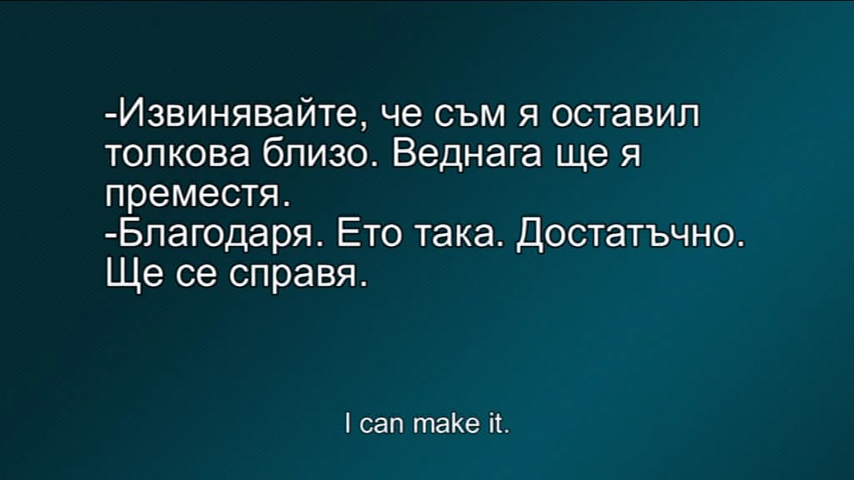 -Извинявайте, че съм я оставил
толкова близо. Веднага ще я
преместя.
-Благодаря. Ето така. Достатъчно.
Ще се справя.
I can make it.